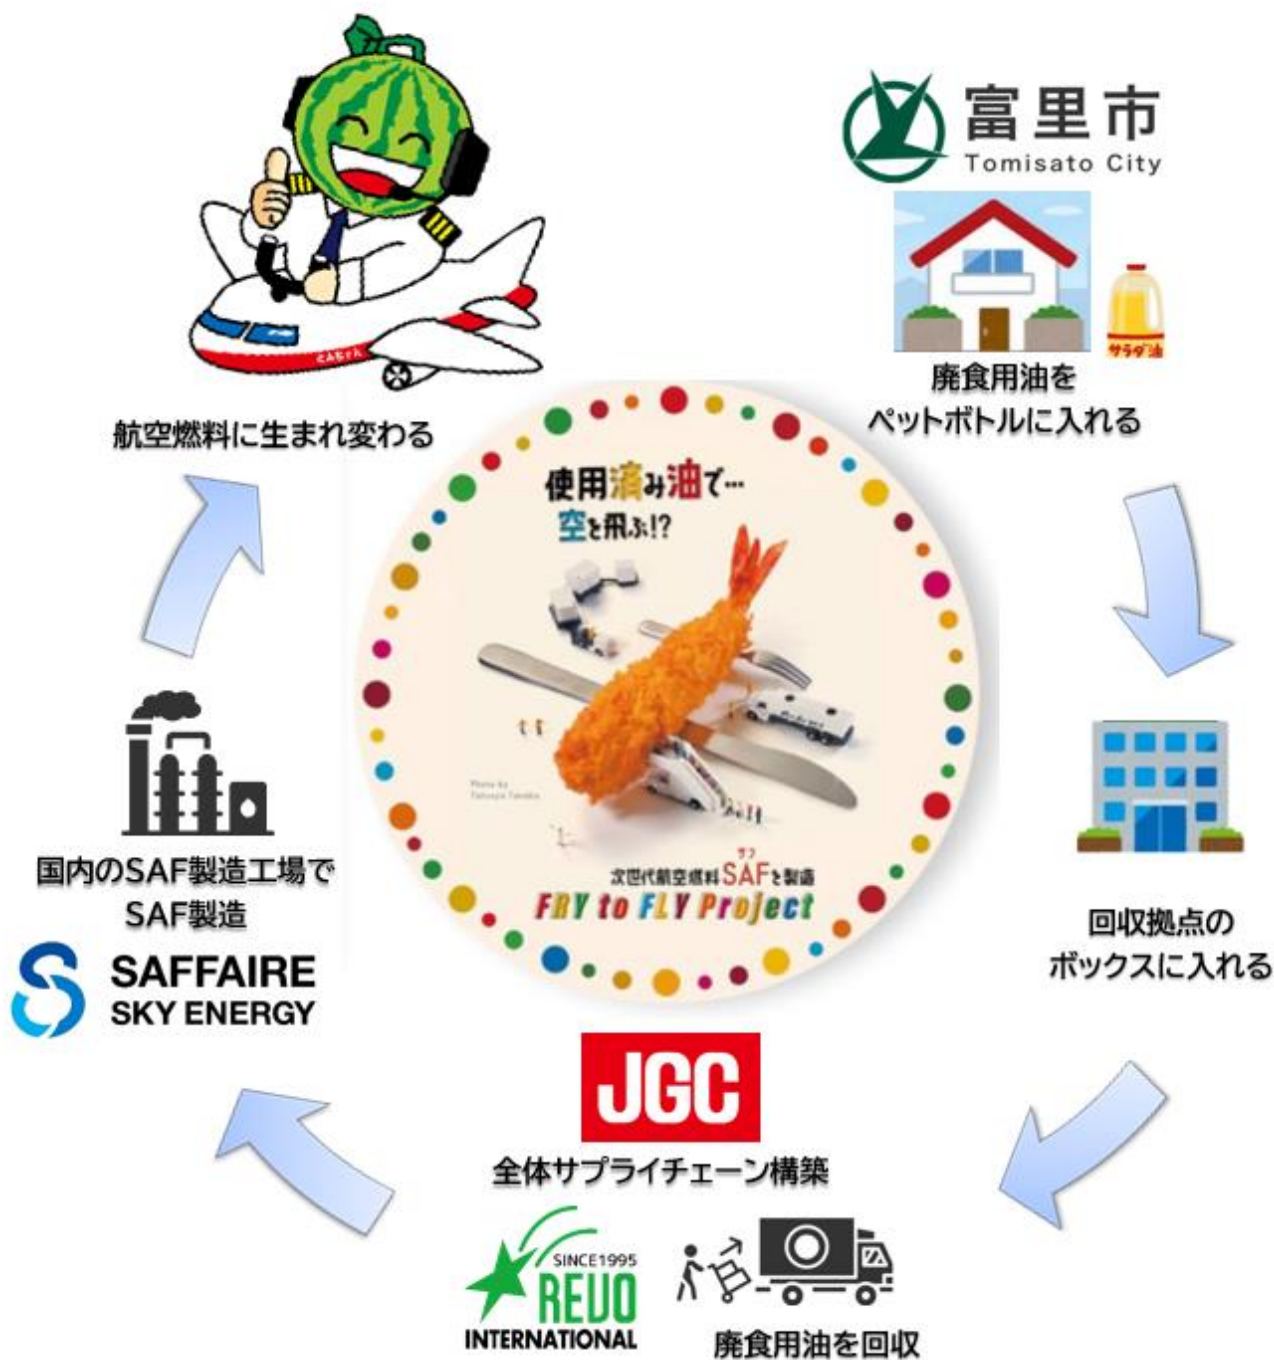 富里市
Tomisato City
サラダ油
廃食用油を
ペットボトルに入れる
回収拠点の
ボックスに入れる
JGC
全体サプライチェーン構築
SINCE1995
REVO
INTERNATIONAL
廃食用油を回収
国内のSAF製造工場で
SAF製造
SAFFAIRE
SKY ENERGY
航空燃料に生まれ変わる
使用済み油で…
空を飛ぶ!?
Photo by
Tatsuya Tanaka
サフ
次世代航空燃料SAFを製造
FRY to FLY Project